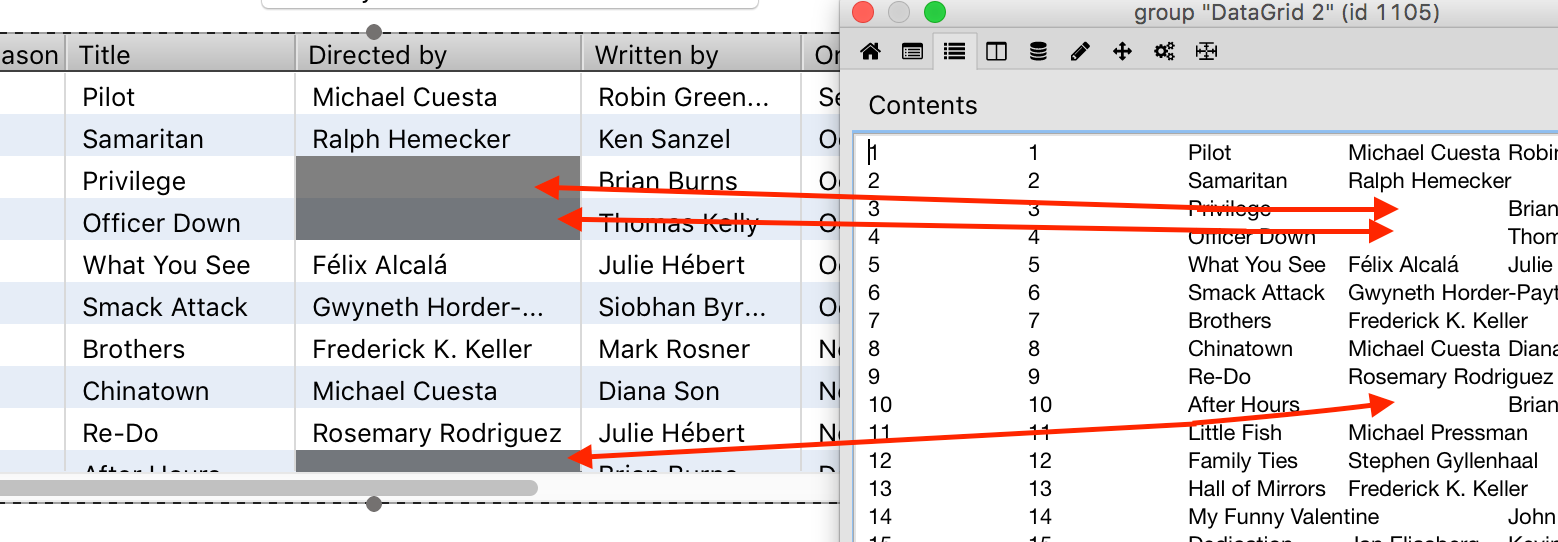 ason Title Directed by Written by
Pilot Michael Cuesta Robin Green...
Samaritan Ralph Hemecker Ken Sanzel
Privilege Brian Burns
Officer Down Thomas Kelly
What You See Félix Alcalá Julie Hébert
Smack Attack Gwyneth Horder-... Siobhan Byr...
Brothers Frederick K. Keller Mark Rosner
Chinatown Michael Cuesta Diana Son
Re-Do Rosemary Rodriguez Julie Hébert
After Hours Brian Burns
group "DataGrid 2" (id 1105)
Contents
1 1 Pilot Michael Cuesta Robin
2 2 Samaritan Ralph Hemecker
3 3 Privilege Brian
4 4 Officer Down Thom
5 5 What You See Félix Alcalá Julie
6 6 Smack Attack Gwyneth Horder-Payt
7 7 Brothers Frederick K. Keller
8 8 Chinatown Michael Cuesta Diana
9 9 Re-Do Rosemary Rodriguez
10 10 After Hours Brian
11 11 Little Fish Michael Pressman
12 12 Family Ties Stephen Gyllenhaal
13 13 Hall of Mirrors Frederick K. Keller
14 14 My Funny Valentine John
15 15 Dedication